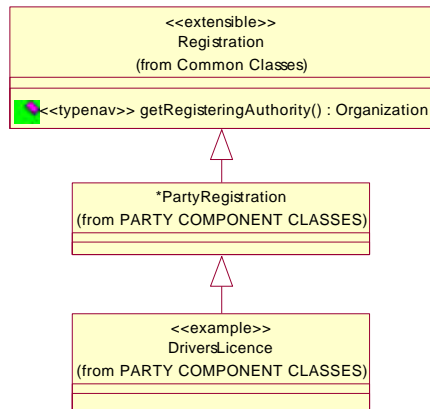 <<extensible>>
Registration
(from Common Classes)
<<typenav>> getRegisteringAuthority() : Organization
*PartyRegistration
(from PARTY COMPONENT CLASSES)
<<example>>
DriversLicence
(from PARTY COMPONENT CLASSES)